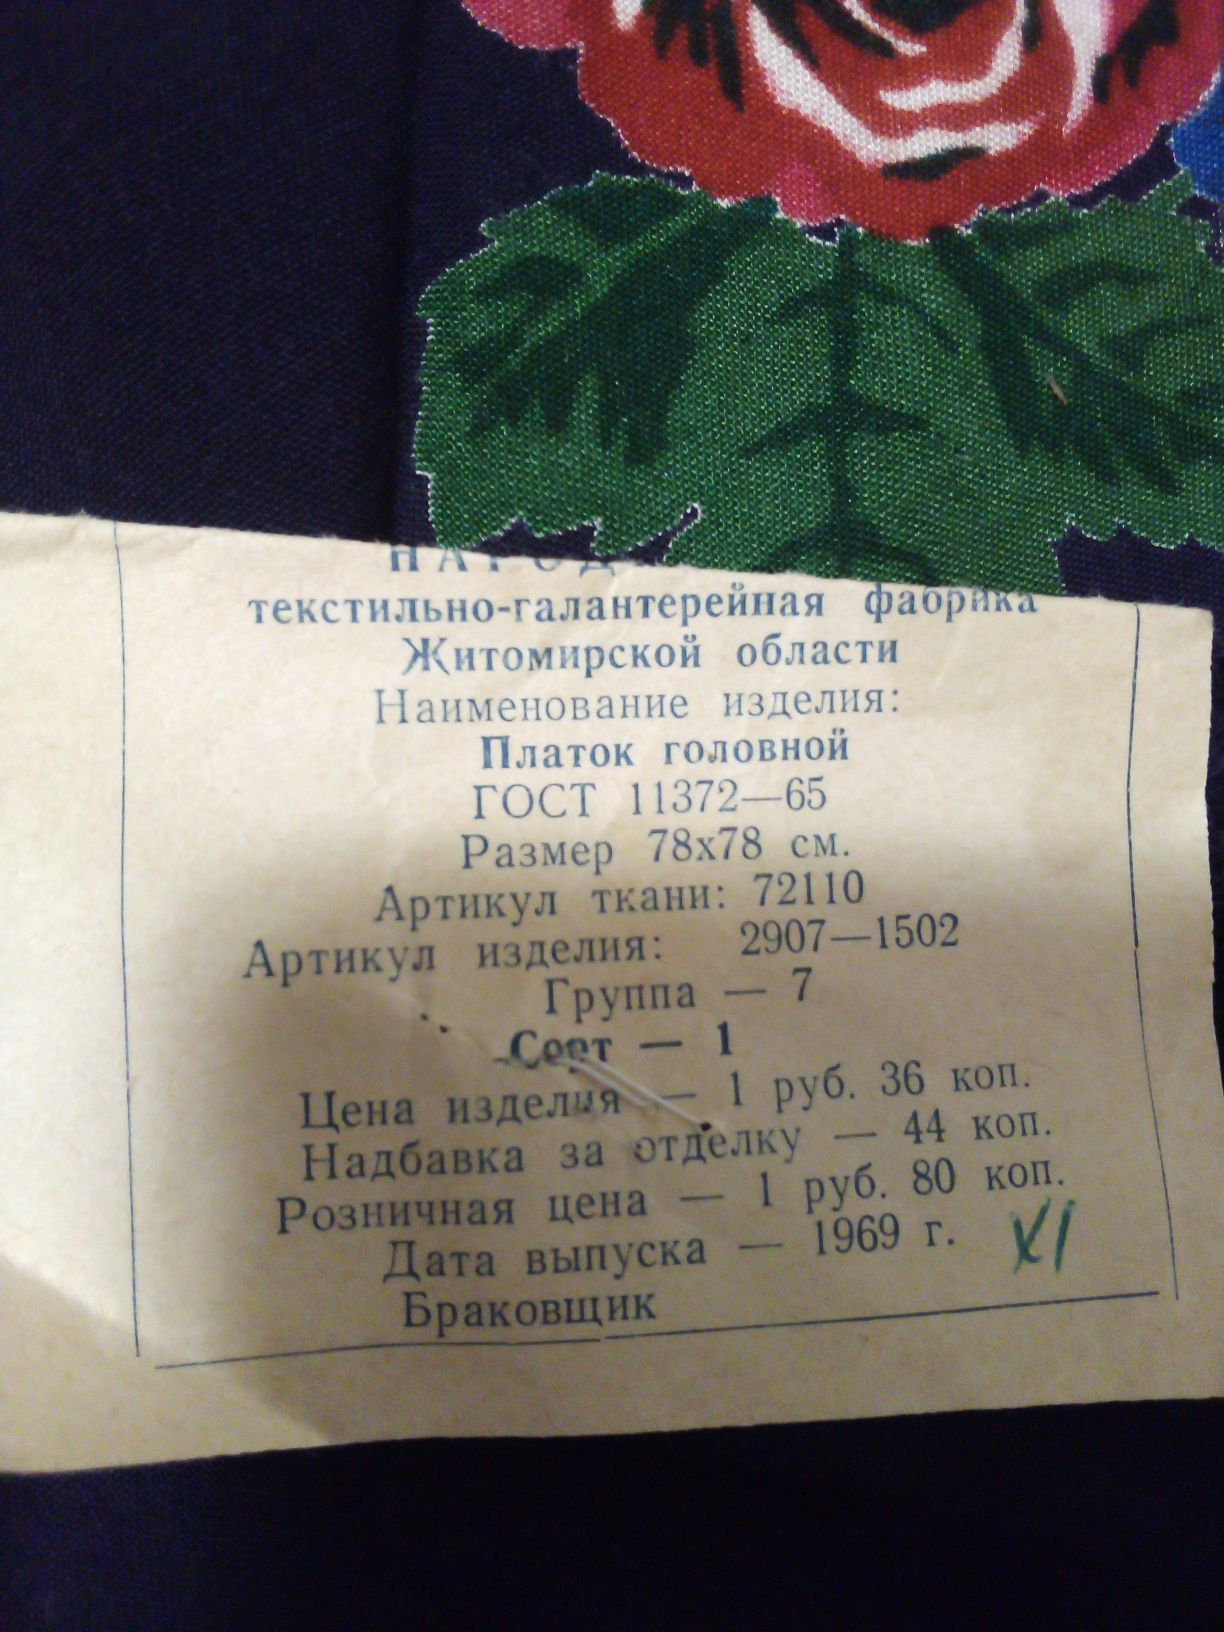 текстильно-галантерейная фабрика
Житомирской области
Наименование изделия:
Платок головной
ГОСТ 11372—65
Размер 78х78 см.
Артикул ткани: 72110
Артикул изделия: 2907—1502
Группа — 7
Сорт — 1
Цена изделия — 1 руб. 36 коп.
Надбавка за отделку — 44 коп.
Розничная цена — 1 руб. 80 коп.
Дата выпуска — 1969 г. XI
Браковщик